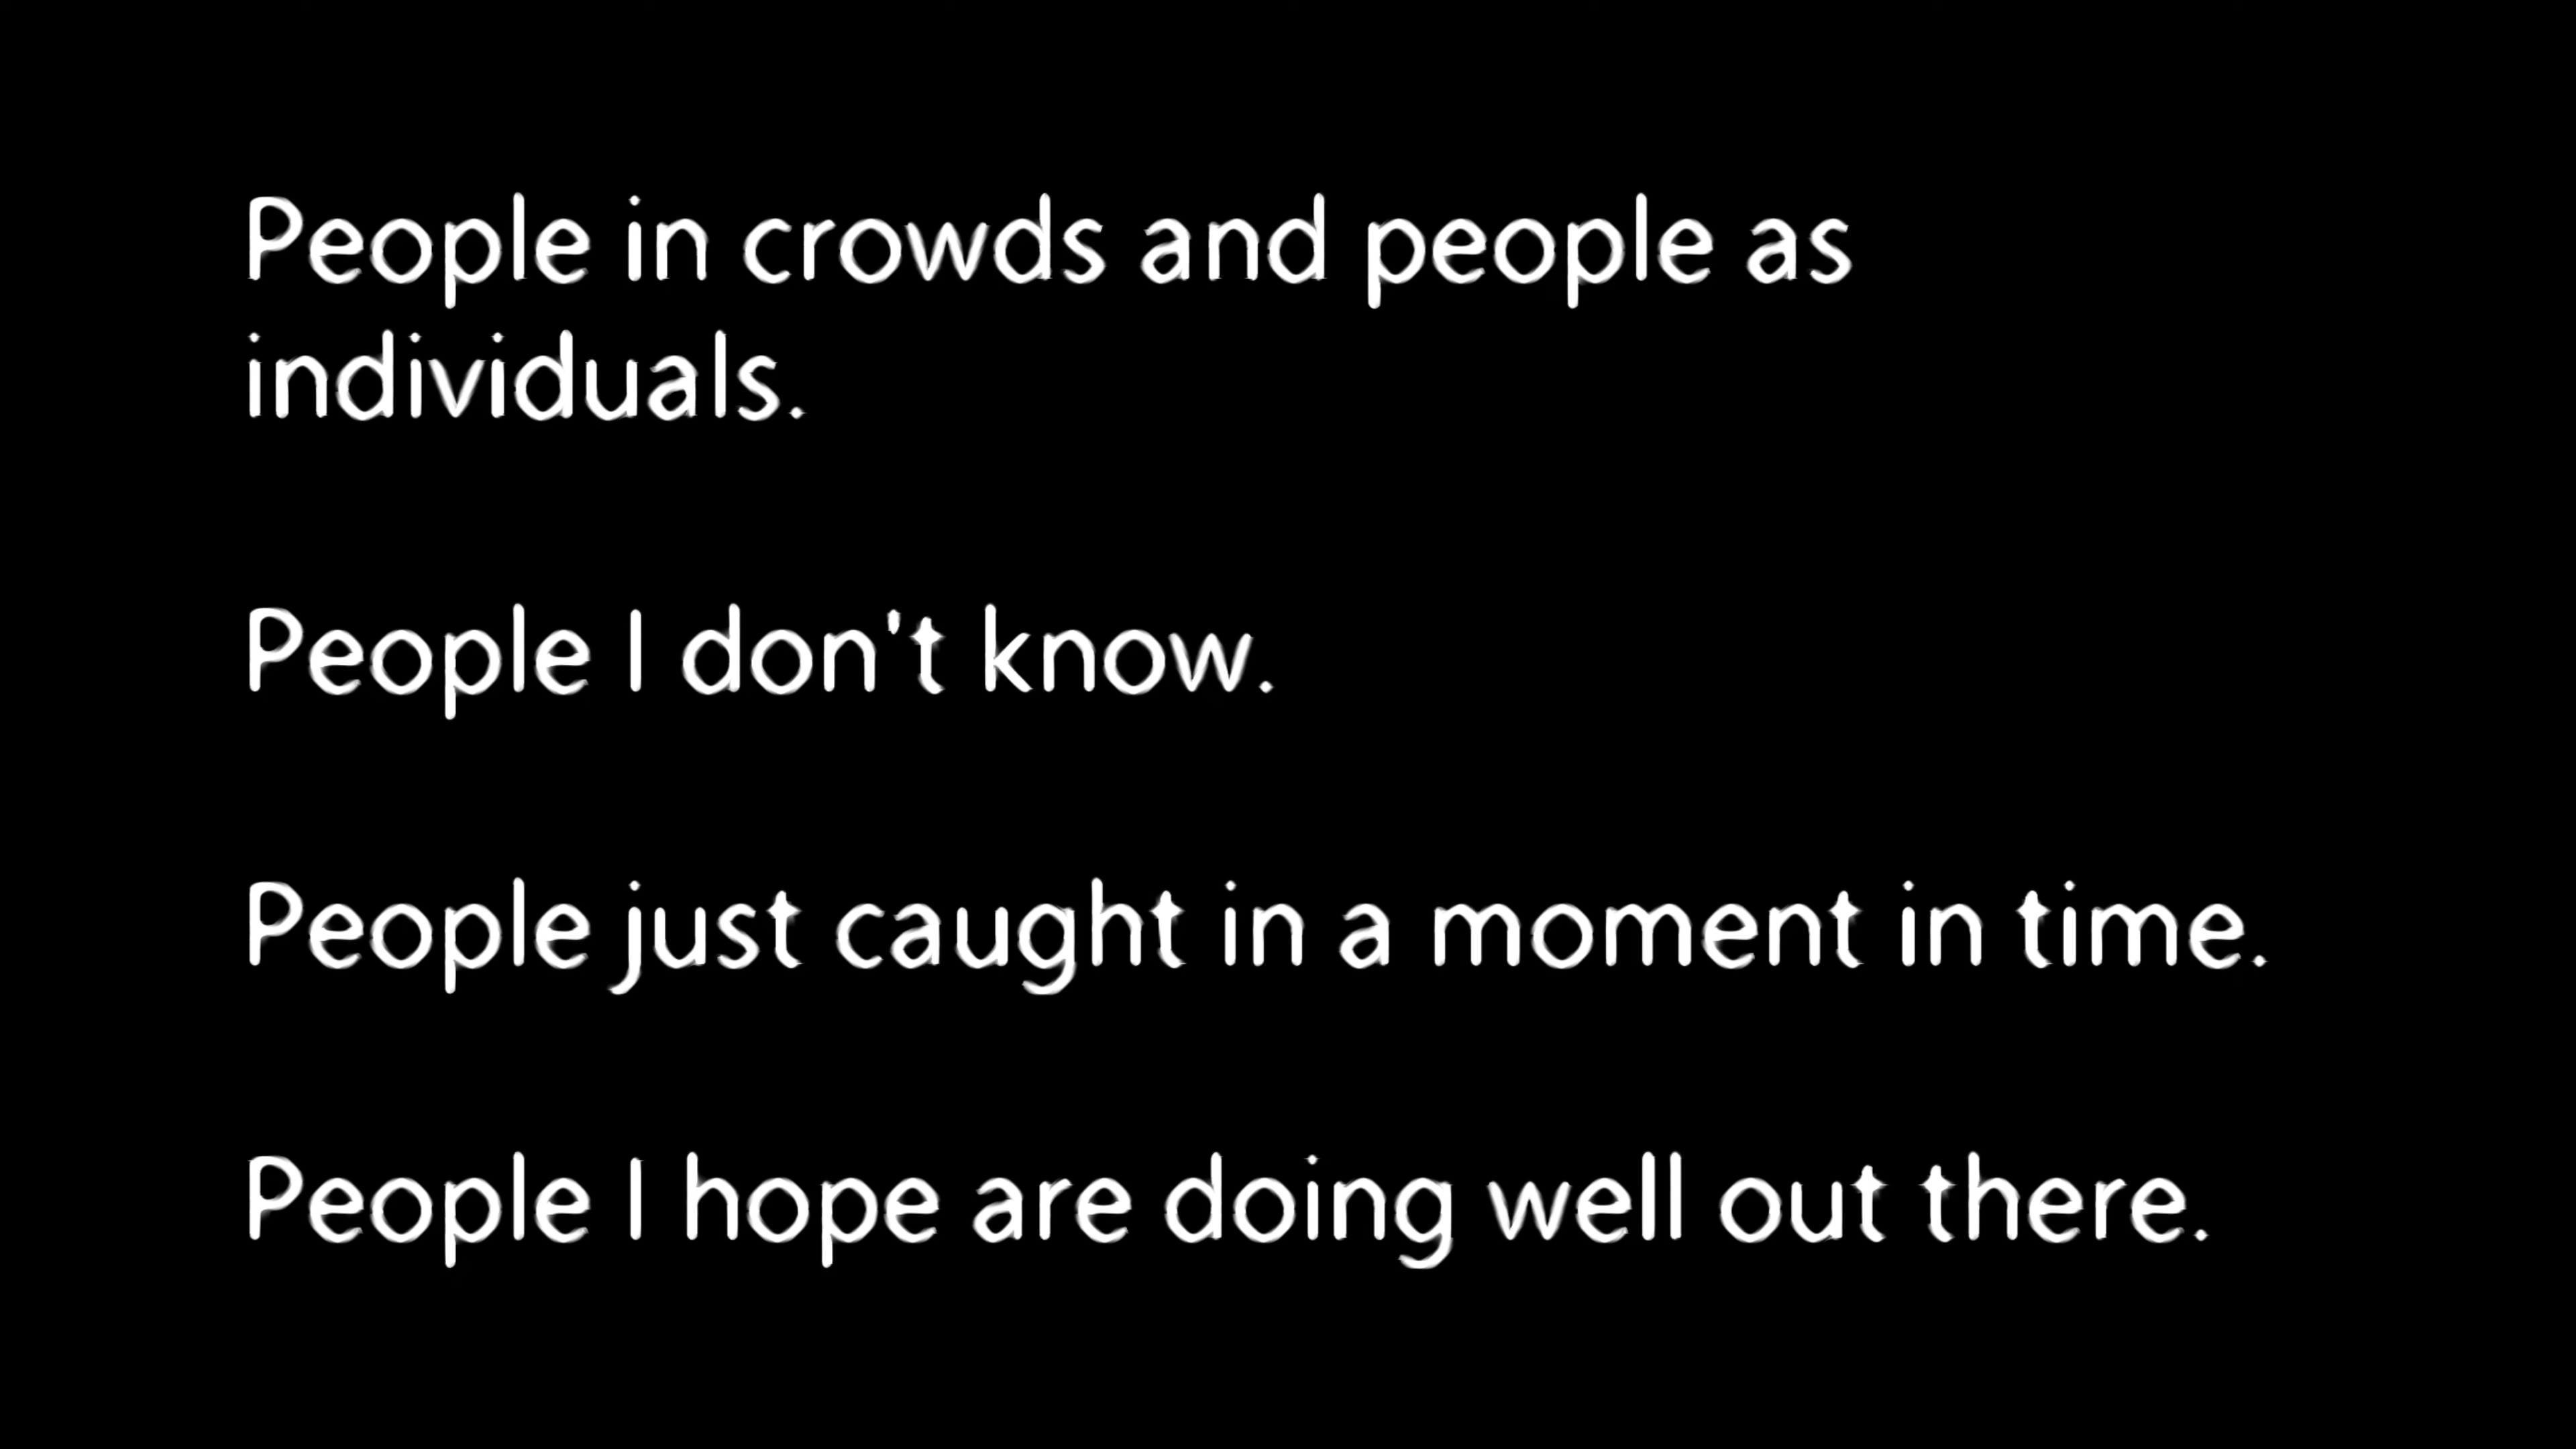 People in crowds and people as
individuals.
People I don't know.
People just caught in a moment in time.
People I hope are doing well out there.